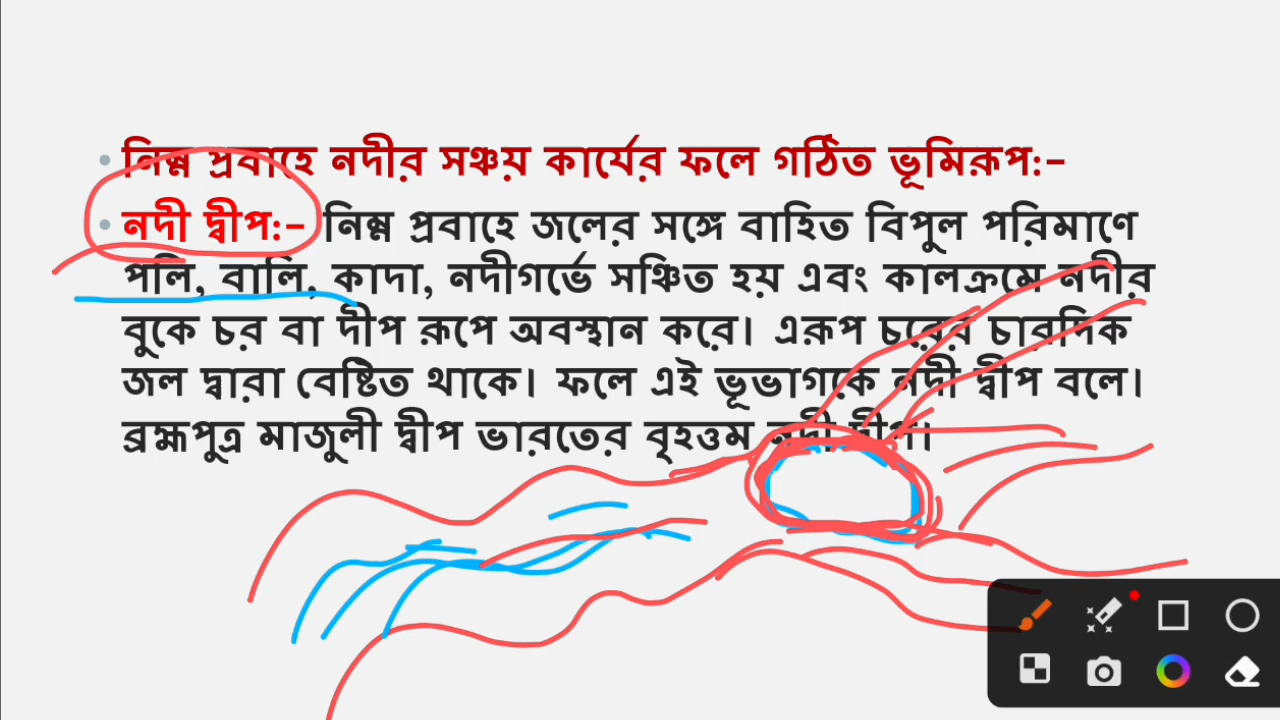 নিম্ন প্রবাহে নদীর সঞ্চয় কার্যের ফলে গঠিত ভূমিরূপ:–
নদী দ্বীপ:– নিম্ন প্রবাহে জলের সঙ্গে বাহিত বিপুল পরিমাণে
পলি, বালি, কাদা, নদীগর্ভে সঞ্চিত হয় এবং কালক্রমে নদীর
বুকে চর বা দীপ রূপে অবস্থান করে। এরূপ চরের চারদিক
জল দ্বারা বেষ্টিত থাকে। ফলে এই ভূভাগকে নদী দ্বীপ বলে।
ব্রহ্মপুত্র মাজুলী দ্বীপ ভারতের বৃহত্তম নদী দ্বীপ।